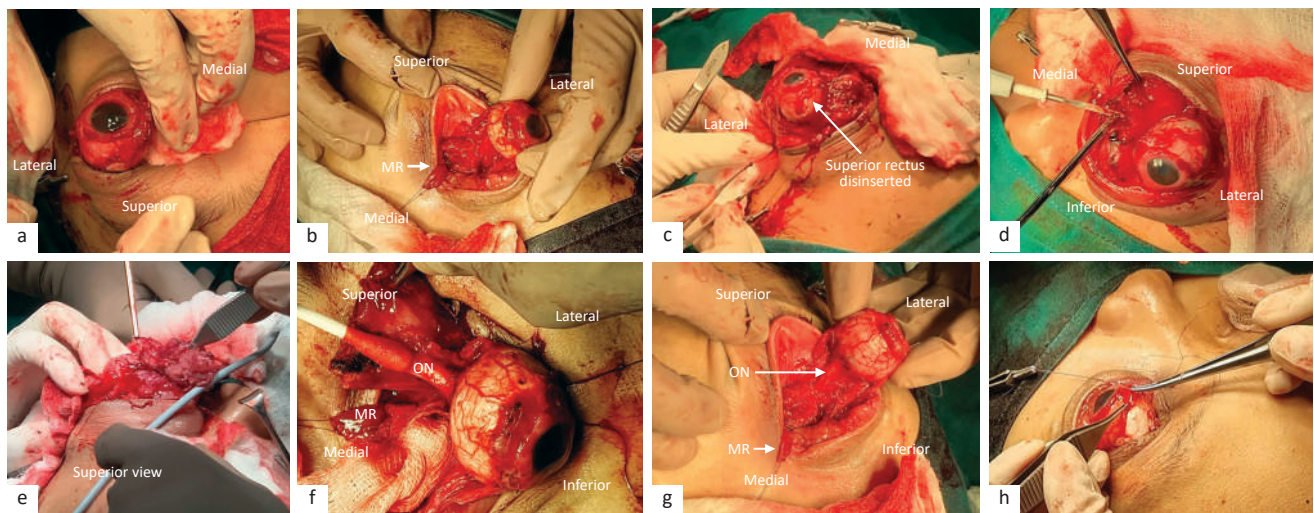 Medial
Lateral
Superior
a
Superior
Lateral
MR
Medial
b
Medial
Lateral
Superior rectus
disinserted
c
Medial
Superior
Inferior
Lateral
d
Superior view
e
Superior
Lateral
ON
MR
Medial
Inferior
f
Superior
Lateral
ON
MR
Inferior
Medial
g
h